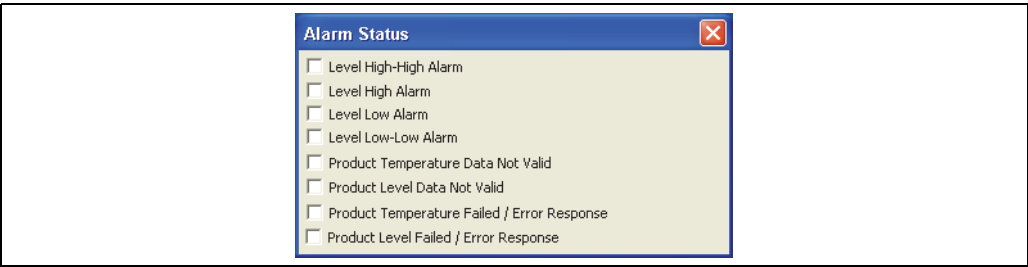 Alarm Status
Level High-High Alarm
Level High Alarm
Level Low Alarm
Level Low-Low Alarm
Product Temperature Data Not Valid
Product Level Data Not Valid
Product Temperature Failed / Error Response
Product Level Failed / Error Response